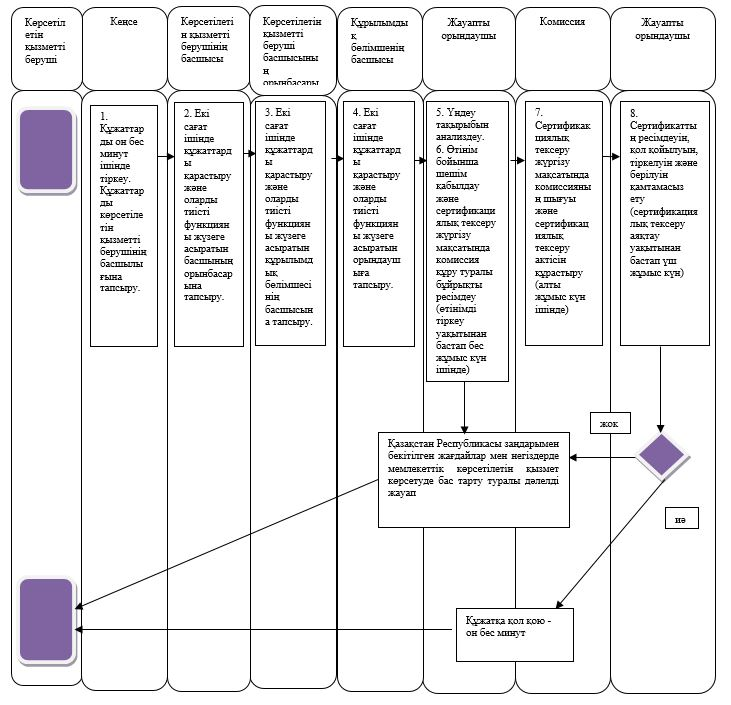 Көрсетіл
етін
қызметті
беруші
Кеңсе
Көрсетілеті
н қызметті
берушінің
басшысы
Көрсетілетін
қызметті
беруші
басшысының
ң
орынбасары
Құрылымды
қ
бөлімшенің
басшысы
Жауапты
орындаушы
Комиссия
Жауапты
орындаушы
1.
Құжаттар
ды он бес
минут
ішінде
тіркеу.
Құжаттар
ды
көрсетіле
тін
қызметті
берушінің
басшылы
ғына
тапсыру.
2. Екі
сағат
ішінде
құжаттард
ы
қарастыру
және
оларды
тиісті
функциян
ы жүзеге
асыратын
басшының
орынбасар
ына
тапсыру.
3. Екі
сағат
ішінде
құжаттард
ы
қарастыру
және
оларды
тиісті
функциян
ы жүзеге
асыратын
құрылымд
ық
бөлімшесі
нің
басшысын
а тапсыру.
4. Екі
сағат
ішінде
құжаттард
ы
қарастыру
және
оларды
тиісті
функциян
ы жүзеге
асыратын
орындауш
ыға
тапсыру.
5. Үндеу
тақырыбын
анализдеу.
6. Өтінім
бойынша
шешім
қабылдау
және
сертификац
иялық тексеру
жүргізу
мақсатында
комиссия
құру туралы
бұйрықты
ресімдеу
(өтінімді
тіркеу
уақытынан
бастап бес
жұмыс күн
ішінде)
7.
Сертификак
циялық
тексеру
жүргізу
мақсатында
комиссияны
ң шығуы
және
сертификац
иялық
тексеру
актісін
құрастыру
(алты
жұмыс күн
ішінде)
8.
Сертификатты
ң ресімдеуін,
қол қойылуын,
тіркелуін және
берілуін
қамтамасыз
ету
(сертификация
лық тексеру
аяқтау
уақытынан
бастап үш
жұмыс күн)
жок
Қазақстан Республикасы заңдарымен
бекітілген жағдайлар мен негіздерде
мемлекеттік көрсетілетін қызмет
көрсетуде бас тарту туралы дәлелді
жауап
иә
Құжатқа қол қою -
он бес минут